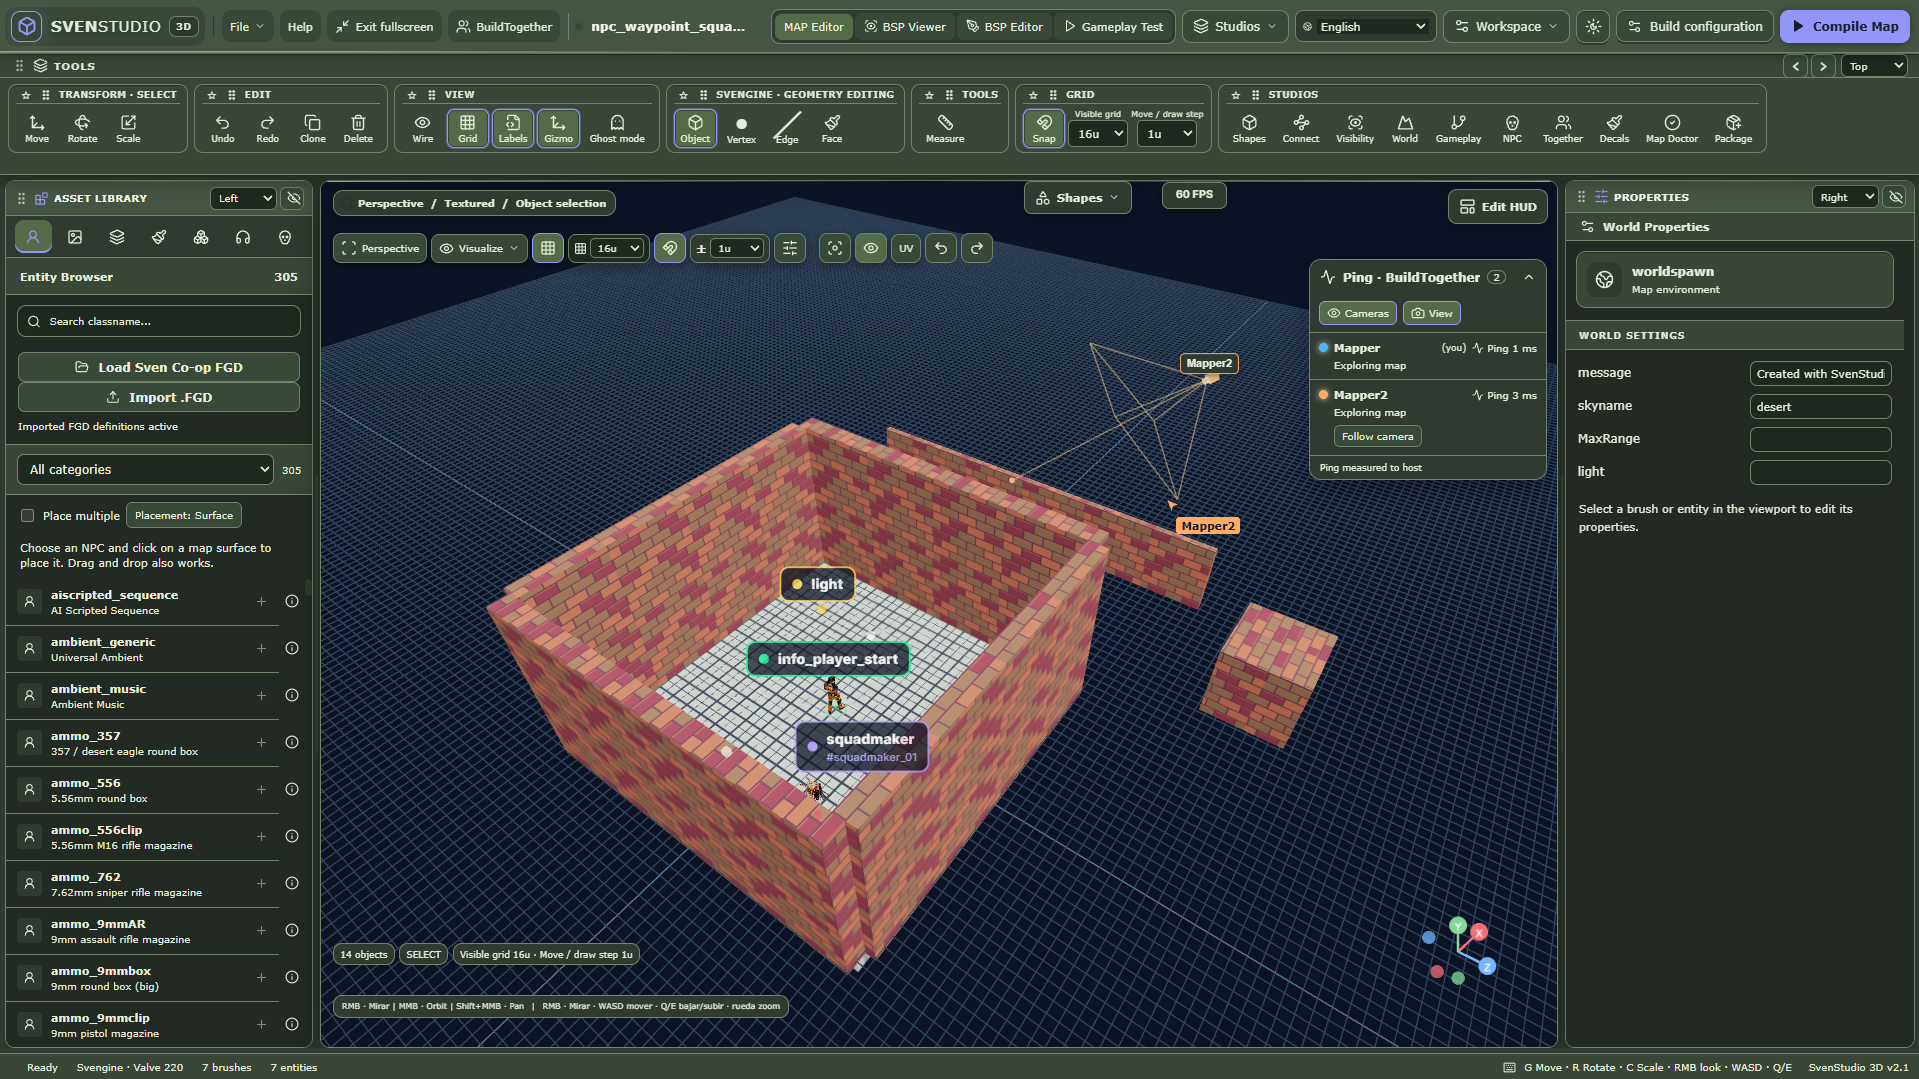 SVENSTUDIO 3D
File
Help
Exit fullscreen
BuildTogether
npc_waypoint_squa...
MAP Editor
BSP Viewer
BSP Editor
Gameplay Test
Studios
English
Workspace
Build configuration
Compile Map
TOOLS
Top
TRANSFORM · SELECT
EDIT
VIEW
SVENGINE · GEOMETRY EDITING
TOOLS
GRID
STUDIOS
Move
Rotate
Scale
Undo
Redo
Clone
Delete
Wire
Grid
Labels
Gizmo
Ghost mode
Object
Vertex
Edge
Face
Measure
Snap
Visible grid
16u
Move / draw step
1u
Shapes
Connect
Visibility
World
Gameplay
NPC
Together
Decals
Map Doctor
Package
ASSET LIBRARY
Left
Entity Browser
305
Search classname...
Load Sven Co-op FGD
Import .FGD
Imported FGD definitions active
All categories
305
Place multiple
Placement: Surface
Choose an NPC and click on a map surface to
place it. Drag and drop also works.
aiscripted_sequence
AI Scripted Sequence
ambient_generic
Universal Ambient
ambient_music
Ambient Music
ammo_357
357 / desert eagle round box
ammo_556
5.56mm round box
ammo_556clip
5.56mm M16 rifle magazine
ammo_762
7.62mm sniper rifle magazine
ammo_9mmAR
9mm assault rifle magazine
ammo_9mmbox
9mm round box (big)
ammo_9mmclip
9mm pistol magazine
Perspective / Textured / Object selection
Shapes
60 FPS
Edit HUD
Perspective
Visualize
16u
± 1u
UV
Ping · BuildTogether 2
Cameras
View
Mapper
(you) Ping 1 ms
Exploring map
Mapper2
Ping 3 ms
Exploring map
Follow camera
Ping measured to host
Mapper2
Mapper2
light
info_player_start
squadmaker
#squadmaker_01
Y
X
Z
14 objects
SELECT
Visible grid 16u · Move / draw step 1u
RMB · Mirar | MMB · Orbit | Shift+MMB · Pan | RMB · Mirar · WASD mover · Q/E bajar/subir · rueda zoom
PROPERTIES
Right
World Properties
worldspawn
Map environment
WORLD SETTINGS
message
Created with SvenStudi
skyname
desert
MaxRange
light
Select a brush or entity in the viewport to edit its
properties.
Ready
Svengine · Valve 220
7 brushes
7 entities
G Move · R Rotate · C Scale · RMB look · WASD · Q/E
SvenStudio 3D v2.1